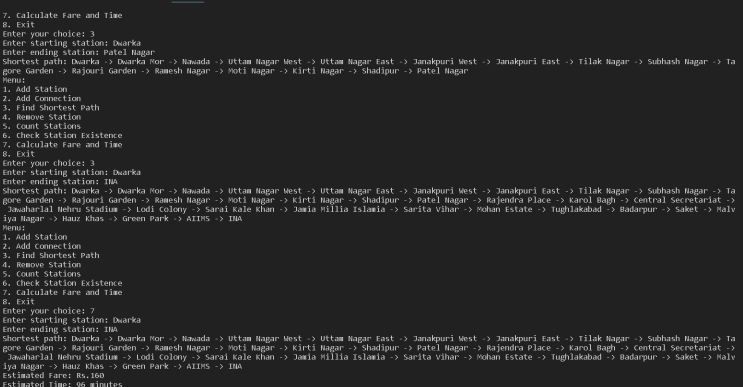 7. Calculate Fare and Time
8. Exit
Enter your choice: 3
Enter starting station: Dwarka
Enter ending station: Patel Nagar
Shortest path: Dwarka -> Dwarka Mor -> Nawada -> Uttam Nagar West -> Uttam Nagar East -> Janakpuri West -> Janakpuri East -> Tilak Nagar -> Subhash Nagar -> Ta
gore Garden -> Rajouri Garden -> Ramesh Nagar -> Moti Nagar -> Kirti Nagar -> Shadipur -> Patel Nagar
Menu:
1. Add Station
2. Add Connection
3. Find Shortest Path
4. Remove Station
5. Count Stations
6. Check Station Existence
7. Calculate Fare and Time
8. Exit
Enter your choice: 3
Enter starting station: Dwarka
Enter ending station: INA
Shortest path: Dwarka -> Dwarka Mor -> Nawada -> Uttam Nagar West -> Uttam Nagar East -> Janakpuri West -> Janakpuri East -> Tilak Nagar -> Subhash Nagar -> Ta
gore Garden -> Rajouri Garden -> Ramesh Nagar -> Moti Nagar -> Kirti Nagar -> Shadipur -> Patel Nagar -> Rajendra Place -> Karol Bagh -> Central Secretariat ->
Jawaharlal Nehru Stadium -> Lodi Colony -> Sarai Kale Khan -> Jamia Millia Islamia -> Sarita Vihar -> Mohan Estate -> Tughlakabad -> Badarpur -> Saket -> Malv
iya Nagar -> Hauz Khas -> Green Park -> AIIMS -> INA
Menu:
1. Add Station
2. Add Connection
3. Find Shortest Path
4. Remove Station
5. Count Stations
6. Check Station Existence
7. Calculate Fare and Time
8. Exit
Enter your choice: 7
Enter starting station: Dwarka
Enter ending station: INA
Shortest path: Dwarka -> Dwarka Mor -> Nawada -> Uttam Nagar West -> Uttam Nagar East -> Janakpuri West -> Janakpuri East -> Tilak Nagar -> Subhash Nagar -> Ta
gore Garden -> Rajouri Garden -> Ramesh Nagar -> Moti Nagar -> Kirti Nagar -> Shadipur -> Patel Nagar -> Rajendra Place -> Karol Bagh -> Central Secretariat ->
Jawaharlal Nehru Stadium -> Lodi Colony -> Sarai Kale Khan -> Jamia Millia Islamia -> Sarita Vihar -> Mohan Estate -> Tughlakabad -> Badarpur -> Saket -> Malv
iya Nagar -> Hauz Khas -> Green Park -> AIIMS -> INA
Estimated Fare: Rs.160
Estimated Time: 96 minutes